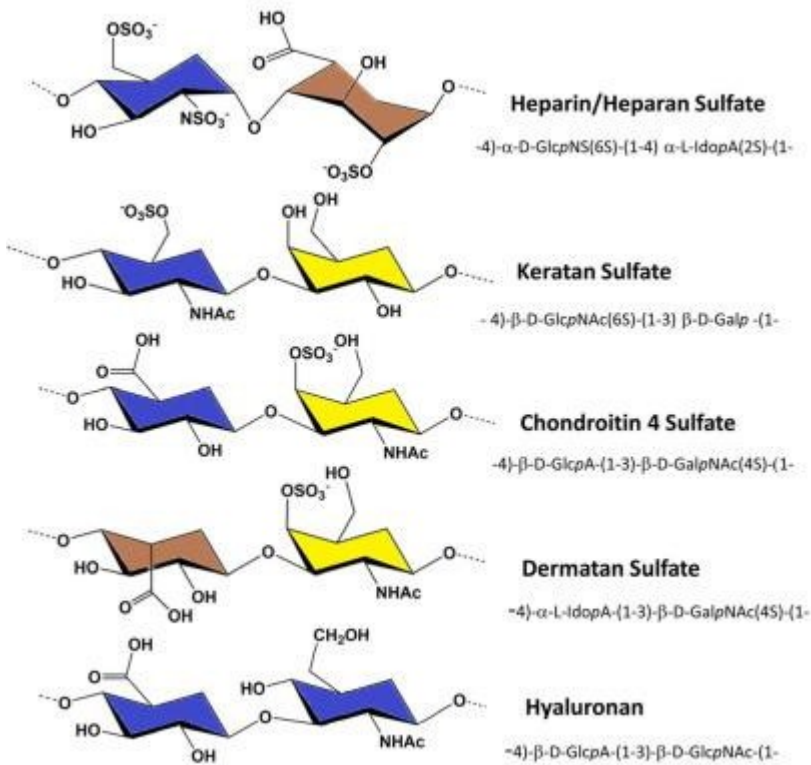 OSO₃⁻
HO
O
OH
O
O
HO
NSO₃⁻
O
⁻O₃SO
Heparin/Heparan Sulfate
-4)-α-D-GlcpNS(6S)-(1-4) α-L-IdopA(2S)-(1-
⁻O₃SO
OH
OH
O
HO
NHAc
O
OH
O
Keratan Sulfate
- 4)-β-D-GlcpNAc(6S)-(1-3) β-D-Galp -(1-
OH
O
OSO₃⁻
OH
O
HO
OH
O
NHAc
O
Chondroitin 4 Sulfate
-4)-β-D-GlcpA-(1-3)-β-D-GalpNAc(4S)-(1-
HO
OSO₃⁻
O
HO
OH
O
OH
O
NHAc
O
Dermatan Sulfate
-4)-α-L-IdopA-(1-3)-β-D-GalpNAc(4S)-(1-
OH
O
CH₂OH
O
HO
OH
O
HO
NHAc
O
Hyaluronan
-4)-β-D-GlcpA-(1-3)-β-D-GlcpNAc-(1-